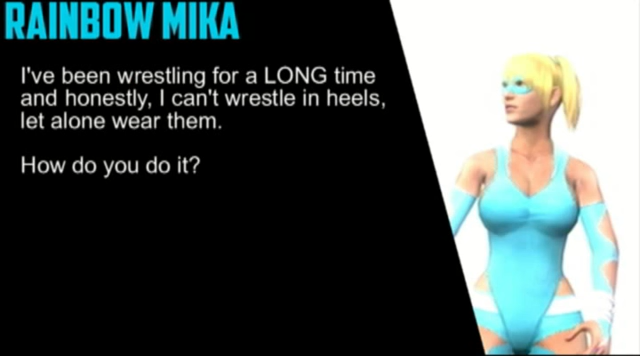 RAINBOW MIKA
I've been wrestling for a LONG time
and honestly, I can't wrestle in heels,
let alone wear them.
How do you do it?